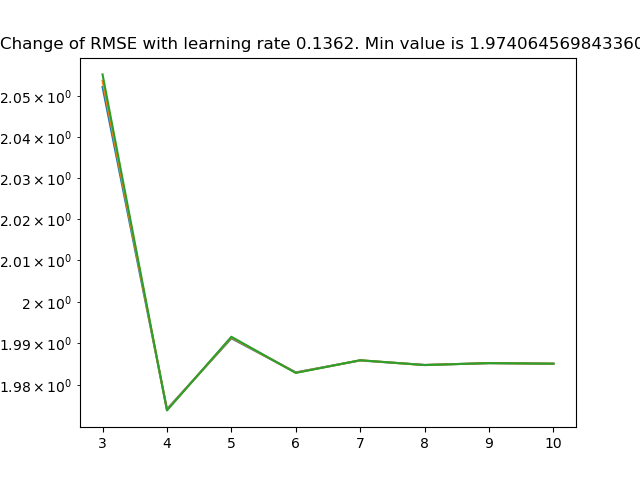 Change of RMSE with learning rate 0.1362. Min value is 1.974064569843360
2.05 × 10⁰
2.04 × 10⁰
2.03 × 10⁰
2.02 × 10⁰
2.01 × 10⁰
2 × 10⁰
1.99 × 10⁰
1.98 × 10⁰
3 4 5 6 7 8 9 10